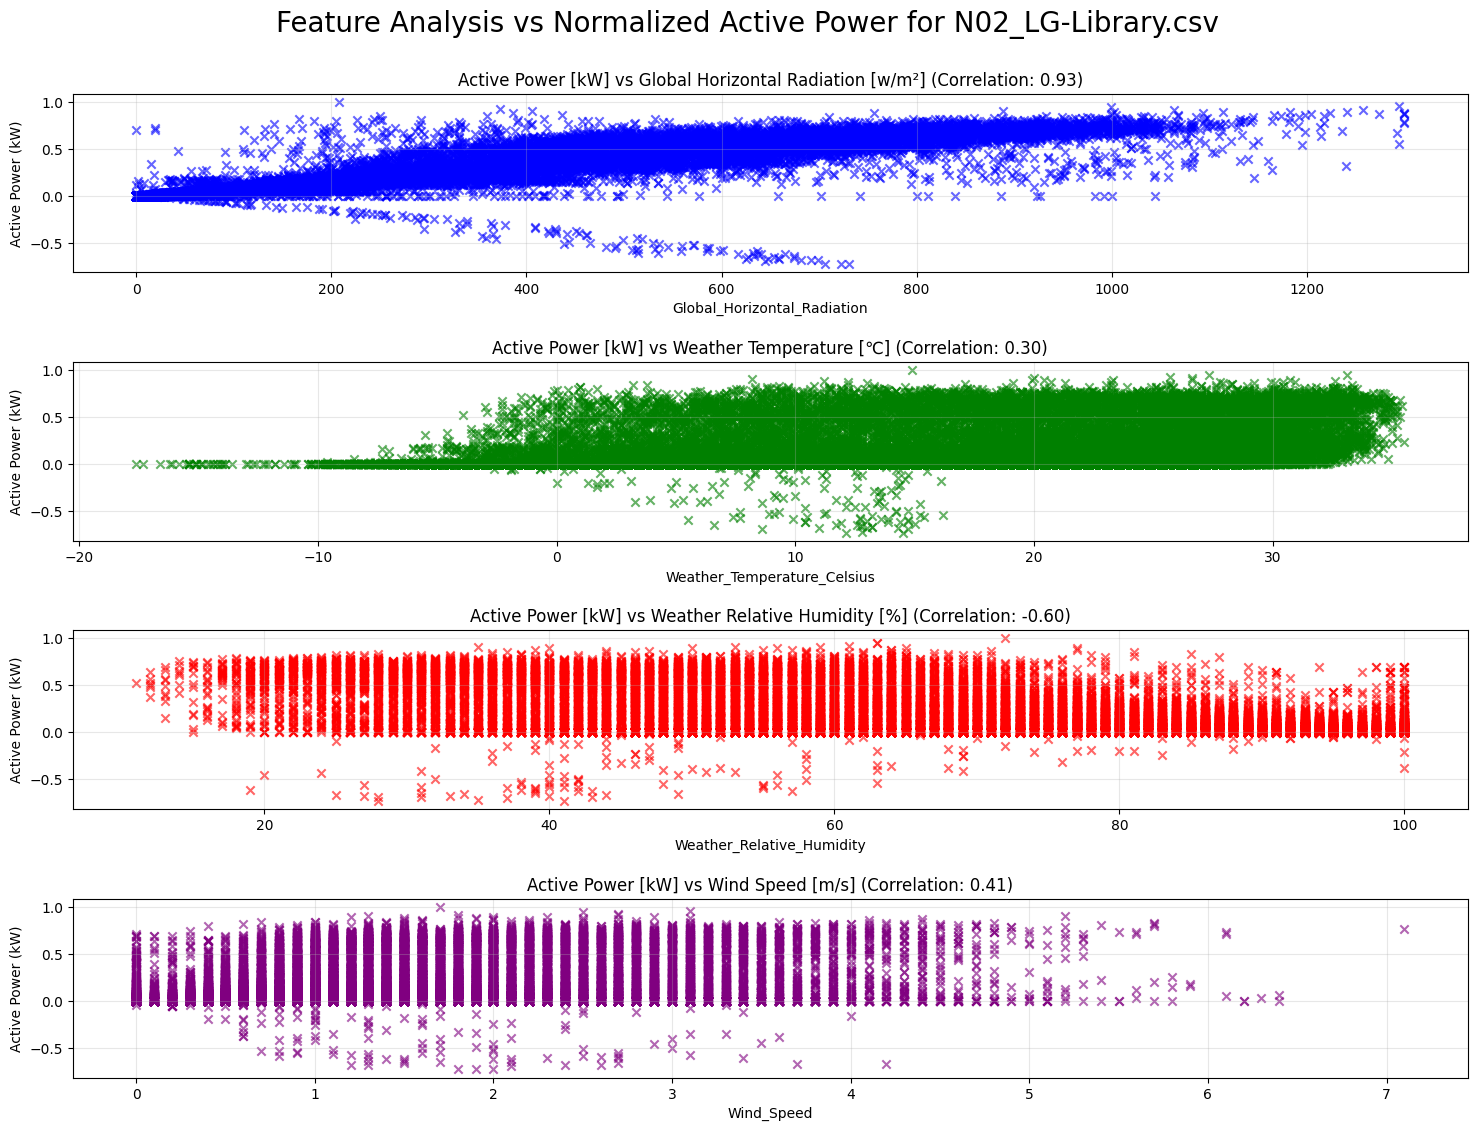 Feature Analysis vs Normalized Active Power for N02_LG-Library.csv
Active Power [kW] vs Global Horizontal Radiation [w/m²] (Correlation: 0.93)
Active Power (kW)
1.0
0.5
0.0
−0.5
0 200 400 600 800 1000 1200
Global_Horizontal_Radiation
Active Power [kW] vs Weather Temperature [℃] (Correlation: 0.30)
Active Power (kW)
1.0
0.5
0.0
−0.5
−20 −10 0 10 20 30
Weather_Temperature_Celsius
Active Power [kW] vs Weather Relative Humidity [%] (Correlation: -0.60)
Active Power (kW)
1.0
0.5
0.0
−0.5
20 40 60 80 100
Weather_Relative_Humidity
Active Power [kW] vs Wind Speed [m/s] (Correlation: 0.41)
Active Power (kW)
1.0
0.5
0.0
−0.5
0 1 2 3 4 5 6 7
Wind_Speed